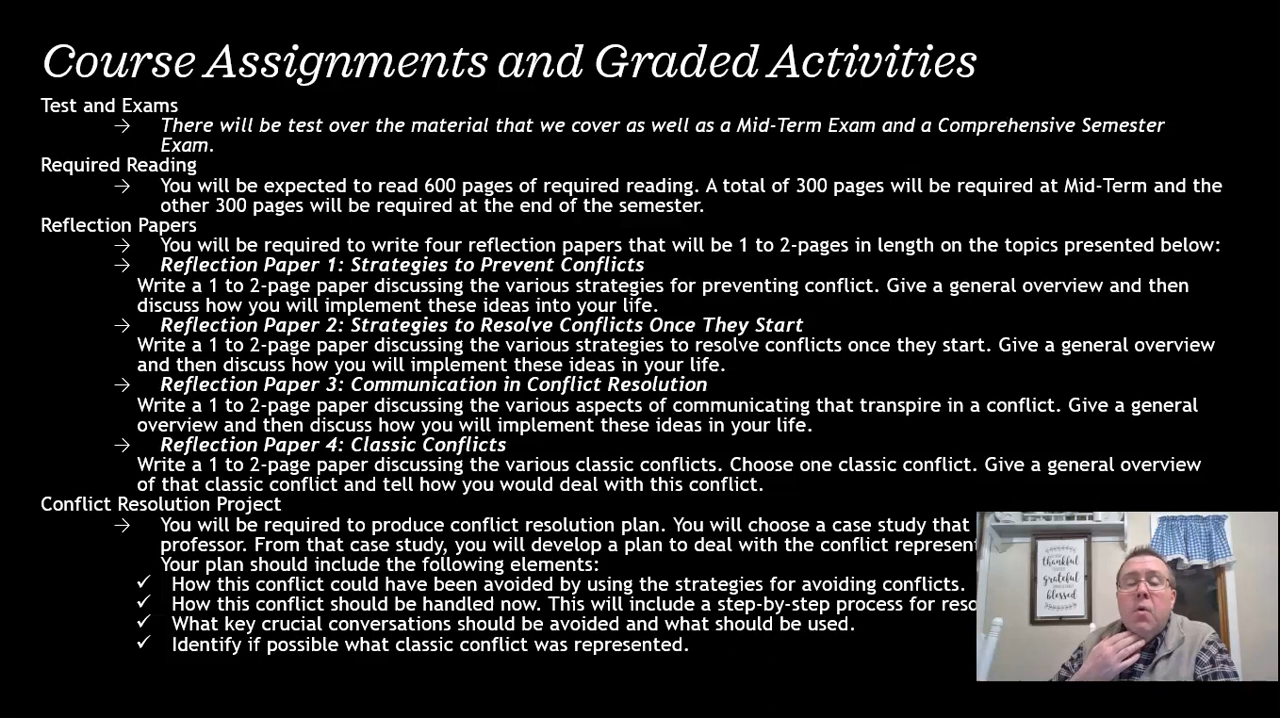 Course Assignments and Graded Activities
Test and Exams
→ There will be test over the material that we cover as well as a Mid-Term Exam and a Comprehensive Semester
Exam.
Required Reading
→ You will be expected to read 600 pages of required reading. A total of 300 pages will be required at Mid-Term and the
other 300 pages will be required at the end of the semester.
Reflection Papers
→ You will be required to write four reflection papers that will be 1 to 2-pages in length on the topics presented below:
→ Reflection Paper 1: Strategies to Prevent Conflicts
Write a 1 to 2-page paper discussing the various strategies for preventing conflict. Give a general overview and then
discuss how you will implement these ideas into your life.
→ Reflection Paper 2: Strategies to Resolve Conflicts Once They Start
Write a 1 to 2-page paper discussing the various strategies to resolve conflicts once they start. Give a general overview
and then discuss how you will implement these ideas in your life.
→ Reflection Paper 3: Communication in Conflict Resolution
Write a 1 to 2-page paper discussing the various aspects of communicating that transpire in a conflict. Give a general
overview and then discuss how you will implement these ideas in your life.
→ Reflection Paper 4: Classic Conflicts
Write a 1 to 2-page paper discussing the various classic conflicts. Choose one classic conflict. Give a general overview
of that classic conflict and tell how you would deal with this conflict.
Conflict Resolution Project
→ You will be required to produce conflict resolution plan. You will choose a case study that
professor. From that case study, you will develop a plan to deal with the conflict represent
Your plan should include the following elements:
✓ How this conflict could have been avoided by using the strategies for avoiding conflicts.
✓ How this conflict should be handled now. This will include a step-by-step process for reso
✓ What key crucial conversations should be avoided and what should be used.
✓ Identify if possible what classic conflict was represented.
thankful
grateful
blessed